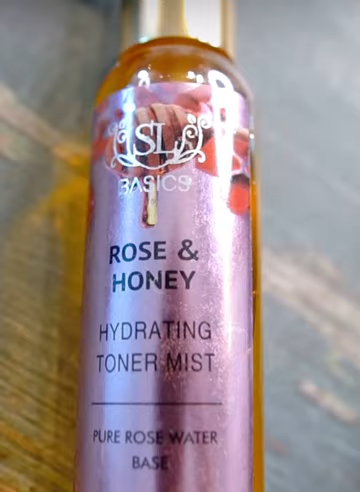 SL
BASICS
ROSE &
HONEY
HYDRATING
TONER MIST
PURE ROSE WATER
BASE